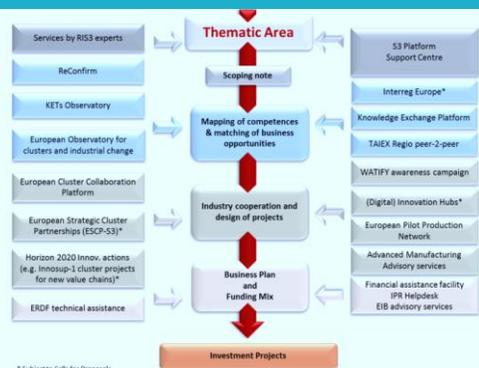 Services by RIS3 experts
ReConfirm
KETs Observatory
European Observatory for
clusters and industrial change
European Cluster Collaboration
Platform
European Strategic Cluster
Partnerships (ESCP-S3)*
Horizon 2020 Innov. actions
(e.g. Innosup-1 cluster projects
for new value chains)*
ERDF technical assistance
Thematic Area
Scoping note
Mapping of competences
& matching of business
opportunities
Industry cooperation and
design of projects
Business Plan
and
Funding Mix
Investment Projects
S3 Platform
Support Centre
Interreg Europe*
Knowledge Exchange Platform
TAIEX Regio peer-2-peer
WATIFY awareness campaign
(Digital) Innovation Hubs*
European Pilot Production
Network
Advanced Manufacturing
Advisory services
Financial assistance facility
IPR Helpdesk
EIB advisory services
* Subject to Calls for Proposals